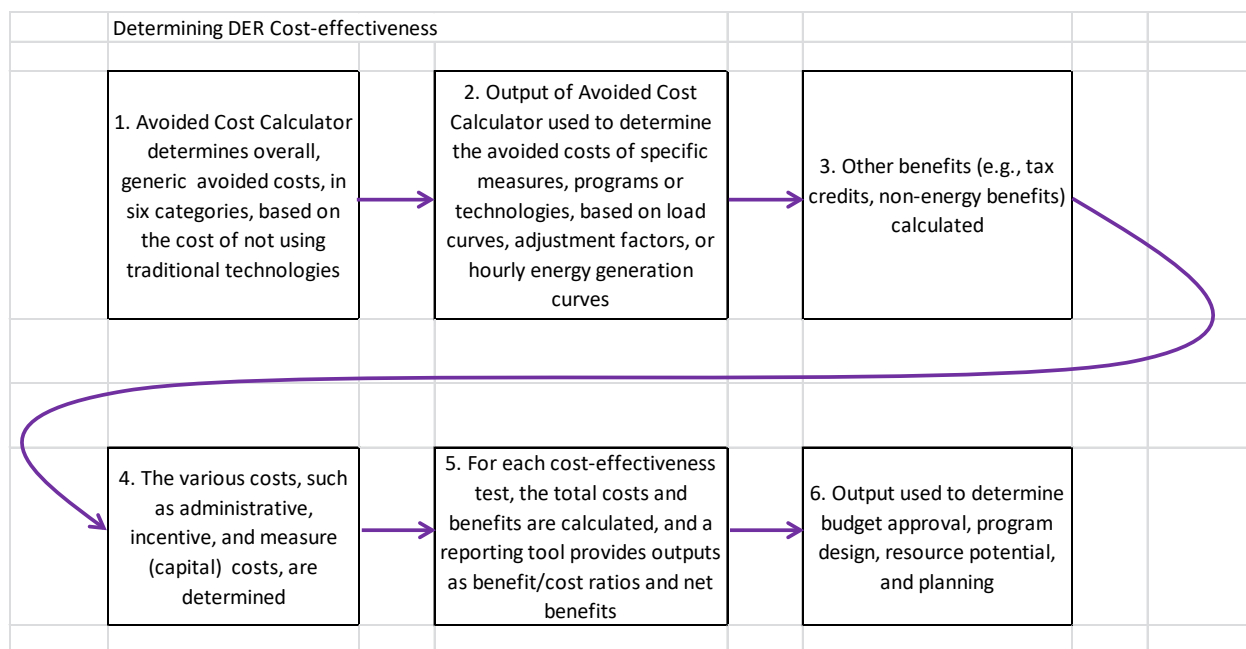 Determining DER Cost-effectiveness
1. Avoided Cost Calculator
determines overall,
generic  avoided costs, in
six categories, based on
the cost of not using
traditional technologies
2. Output of Avoided Cost
Calculator used to determine
the avoided costs of specific
measures, programs or
technologies, based on load
curves, adjustment factors, or
hourly energy generation
curves
3. Other benefits (e.g., tax
credits, non-energy benefits)
calculated
4. The various costs, such
as administrative,
incentive, and measure
(capital)  costs, are
determined
5. For each cost-effectiveness
test, the total costs and
benefits are calculated, and a
reporting tool provides outputs
as benefit/cost ratios and net
benefits
6. Output used to determine
budget approval, program
design, resource potential,
and planning